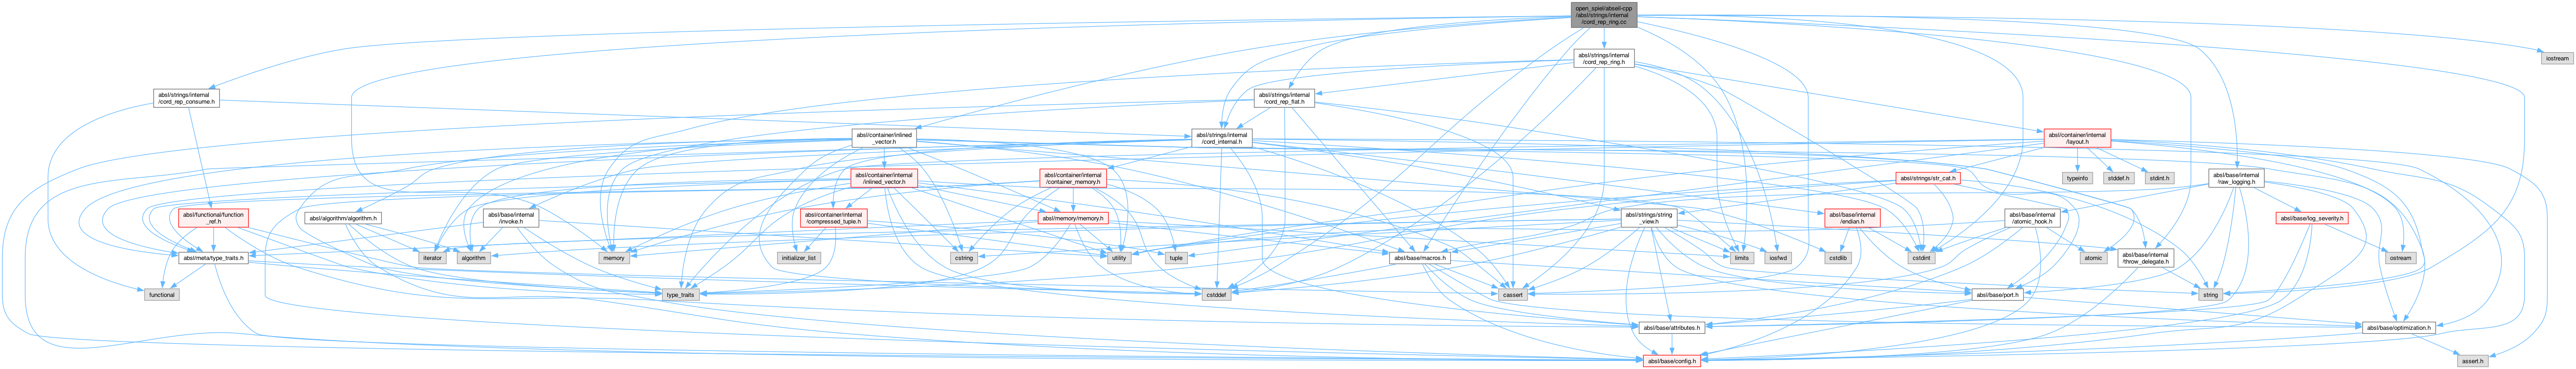 open_spiel/abseil-cpp
/absl/strings/internal
/cord_rep_ring.cc
absl/strings/internal
/cord_rep_ring.h
iostream
absl/strings/internal
/cord_rep_consume.h
absl/strings/internal
/cord_rep_flat.h
absl/container/inlined
_vector.h
absl/strings/internal
/cord_internal.h
absl/container/internal
/layout.h
absl/container/internal
/inlined_vector.h
absl/container/internal
/container_memory.h
absl/strings/str_cat.h
typeinfo
stddef.h
stdint.h
absl/base/internal
/raw_logging.h
absl/functional/function
_ref.h
absl/algorithm/algorithm.h
absl/base/internal
/invoke.h
absl/container/internal
/compressed_tuple.h
absl/memory/memory.h
absl/strings/string
_view.h
absl/base/internal
/endian.h
absl/base/internal
/atomic_hook.h
absl/base/log_severity.h
absl/meta/type_traits.h
iterator
algorithm
memory
initializer_list
cstring
utility
tuple
absl/base/macros.h
limits
iosfwd
cstdlib
cstdint
atomic
absl/base/internal
/throw_delegate.h
ostream
functional
type_traits
cstddef
cassert
absl/base/port.h
string
absl/base/attributes.h
absl/base/optimization.h
absl/base/config.h
assert.h